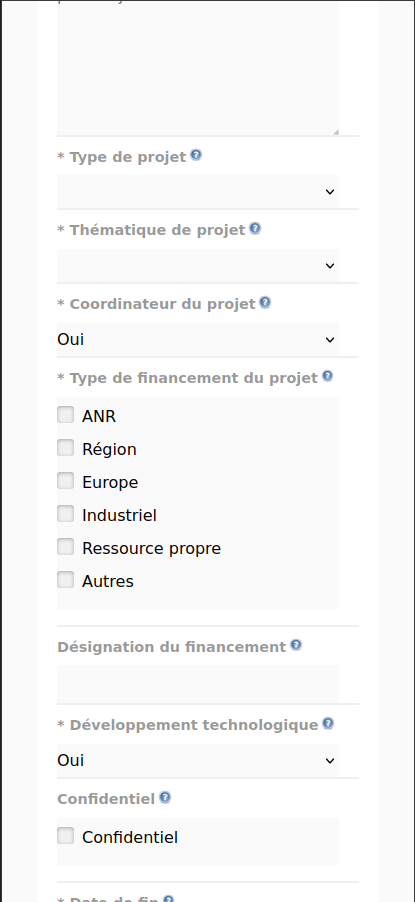 * Type de projet
* Thématique de projet
* Coordinateur du projet
Oui
* Type de financement du projet
ANR
Région
Europe
Industriel
Ressource propre
Autres
Désignation du financement
* Développement technologique
Oui
Confidentiel
Confidentiel
* Date de fin